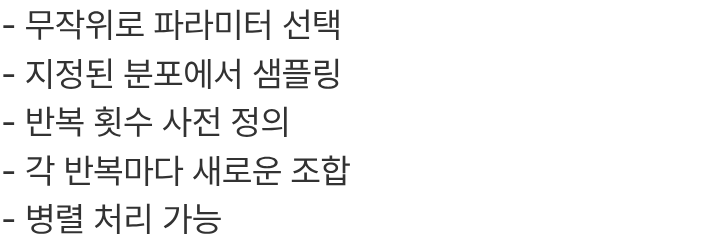 - 무작위로 파라미터 선택
- 지정된 분포에서 샘플링
- 반복 횟수 사전 정의
- 각 반복마다 새로운 조합
- 병렬 처리 가능